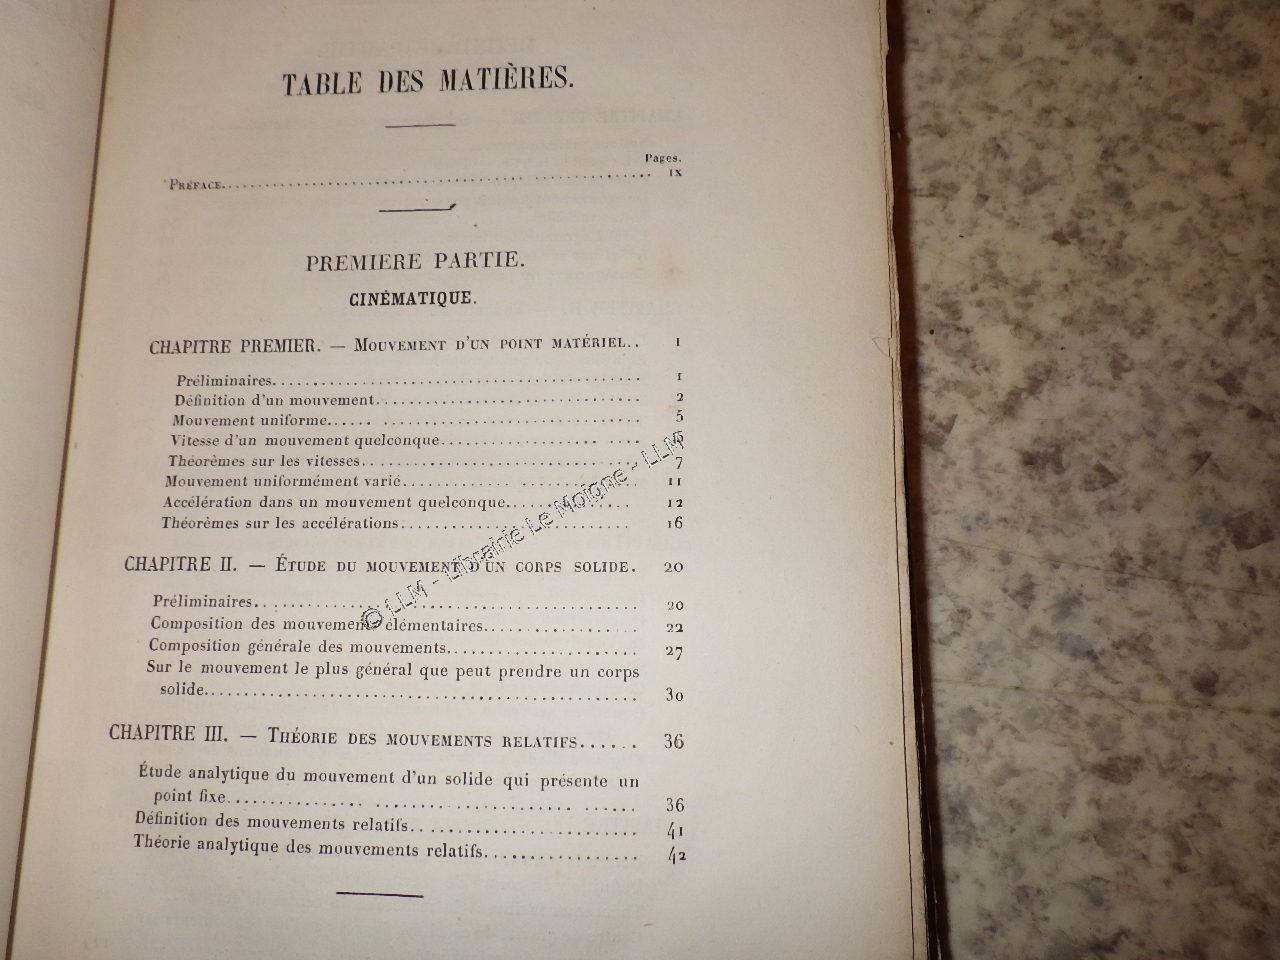 TABLE DES MATIÈRES.
Pages.
PRÉFACE................................................................ IX
PREMIERE PARTIE.
CINÉMATIQUE.
CHAPITRE PREMIER. — MOUVEMENT D'UN POINT MATÉRIEL.. 1
Préliminaires............................................ 1
Définition d'un mouvement................................ 2
Mouvement uniforme...................................... 5
Vitesse d'un mouvement quelconque........................
Théorèmes sur les vitesses................................ 7
Mouvement uniformément varié............................ 11
Accélération dans un mouvement quelconque............... 12
Théorèmes sur les accélérations........................... 16
CHAPITRE II. — ÉTUDE DU MOUVEMENT D'UN CORPS SOLIDE. 20
Préliminaires............................................. 20
Composition des mouvements élémentaires................... 22
Composition générale des mouvements....................... 27
Sur le mouvement le plus général que peut prendre un corps
solide.................................................... 30
CHAPITRE III. — THÉORIE DES MOUVEMENTS RELATIFS...... 36
Étude analytique du mouvement d'un solide qui présente un
point fixe................................................ 36
Définition des mouvements relatifs........................ 41
Théorie analytique des mouvements relatifs................ 42
© LLM - Librairie Le Moigne - LLM